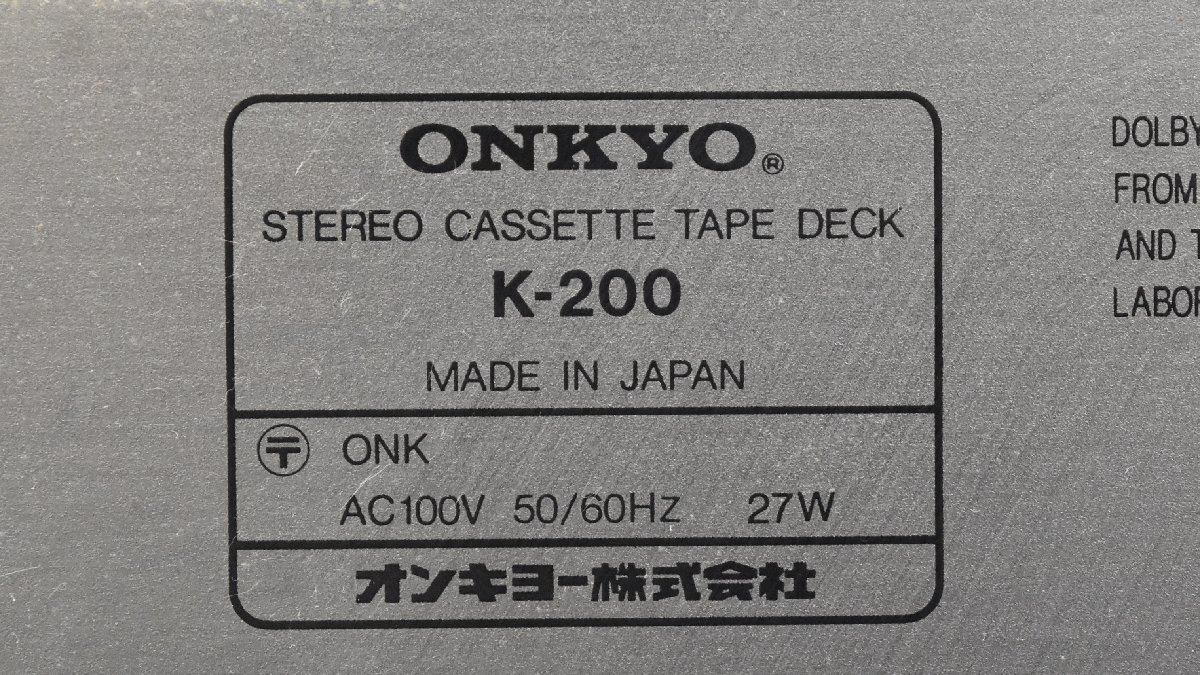 ONKYO®
STEREO CASSETTE TAPE DECK
K-200
MADE IN JAPAN
〶 ONK
AC100V 50/60Hz 27W
オンキヨー株式会社
DOLBY
FROM
AND